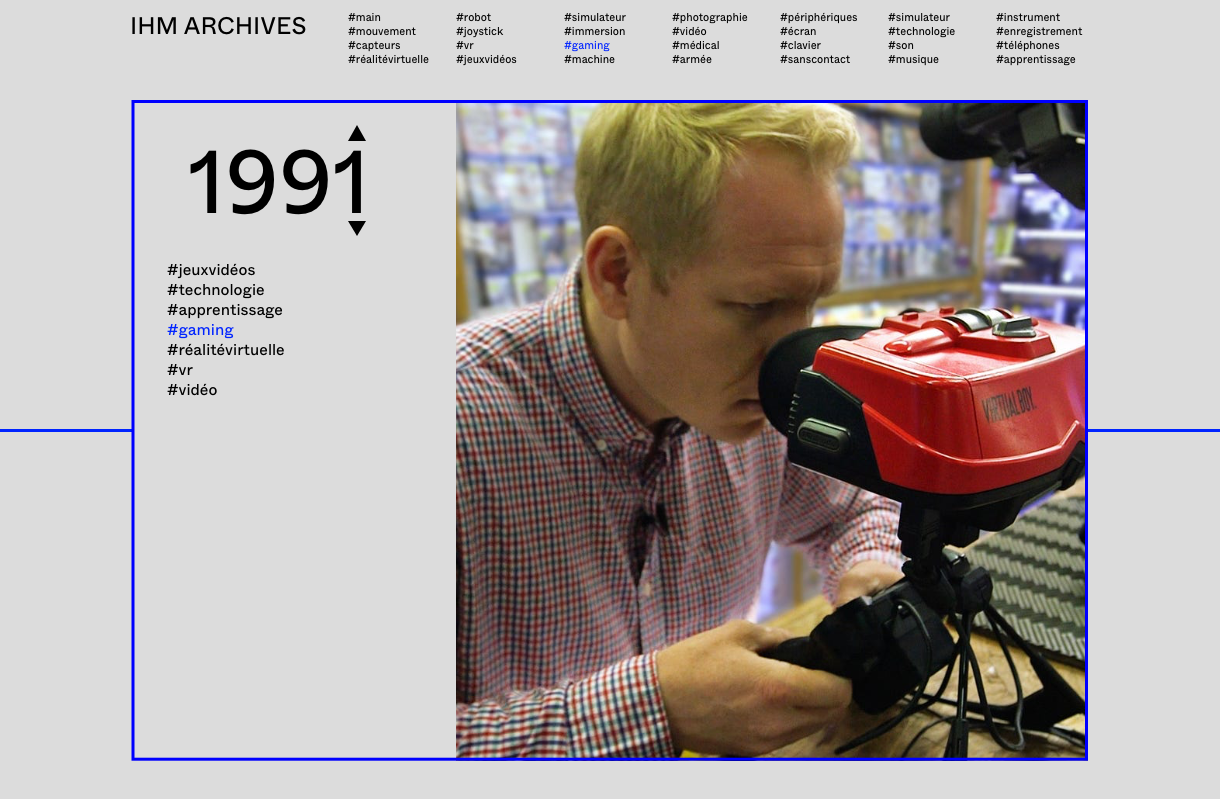 IHM ARCHIVES
#main
#mouvement
#capteurs
#réalitévirtuelle
#robot
#joystick
#vr
#jeuxvidéos
#simulateur
#immersion
#gaming
#machine
#photographie
#vidéo
#médical
#armée
#périphériques
#écran
#clavier
#sanscontact
#simulateur
#technologie
#son
#musique
#instrument
#enregistrement
#téléphones
#apprentissage
1991
#jeuxvidéos
#technologie
#apprentissage
#gaming
#réalitévirtuelle
#vr
#vidéo
VIRTUAL BOY